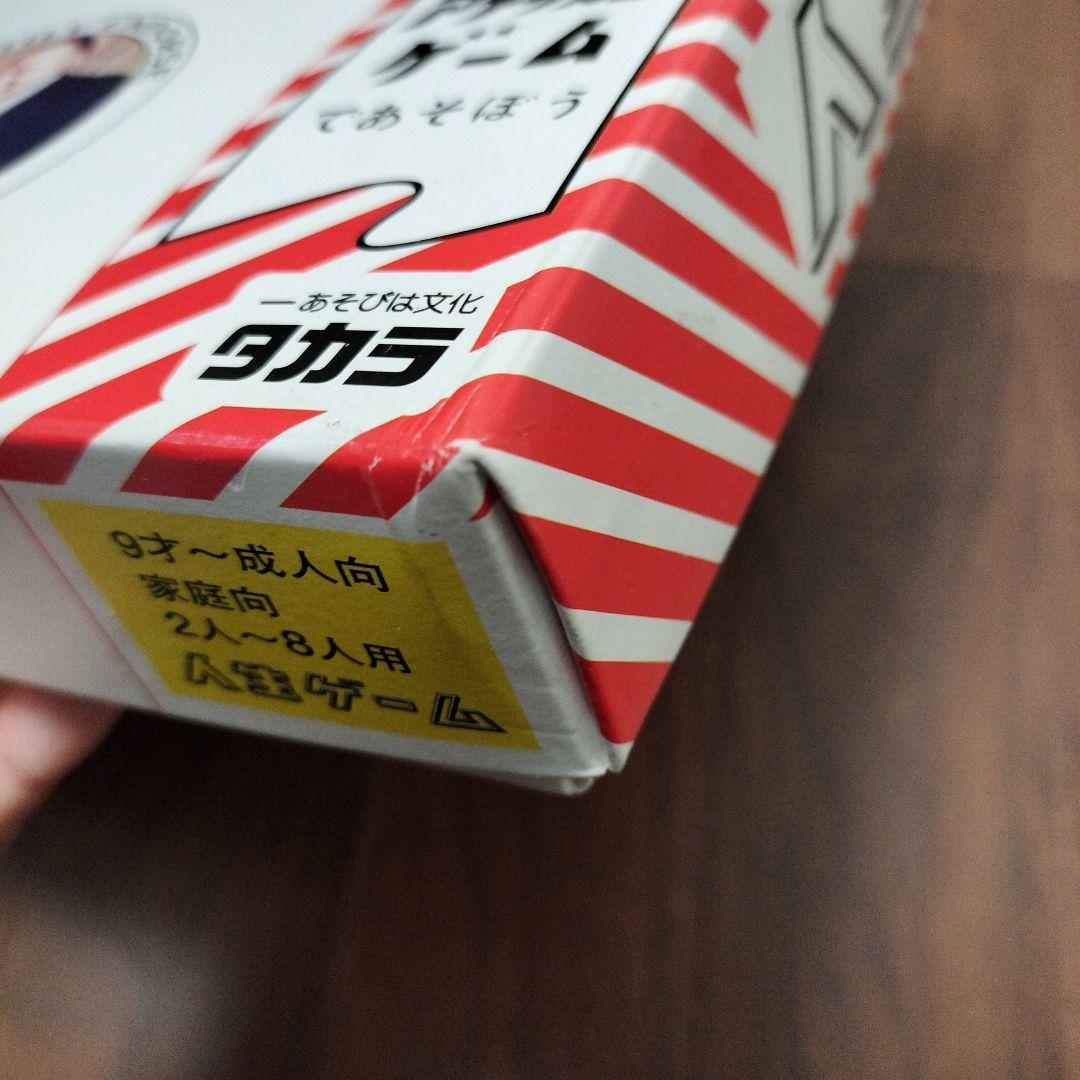 ゲーム
であそぼう
—あそびは文化
タカラ
9才〜成人向
家庭向
2人〜8人用
人生ゲーム